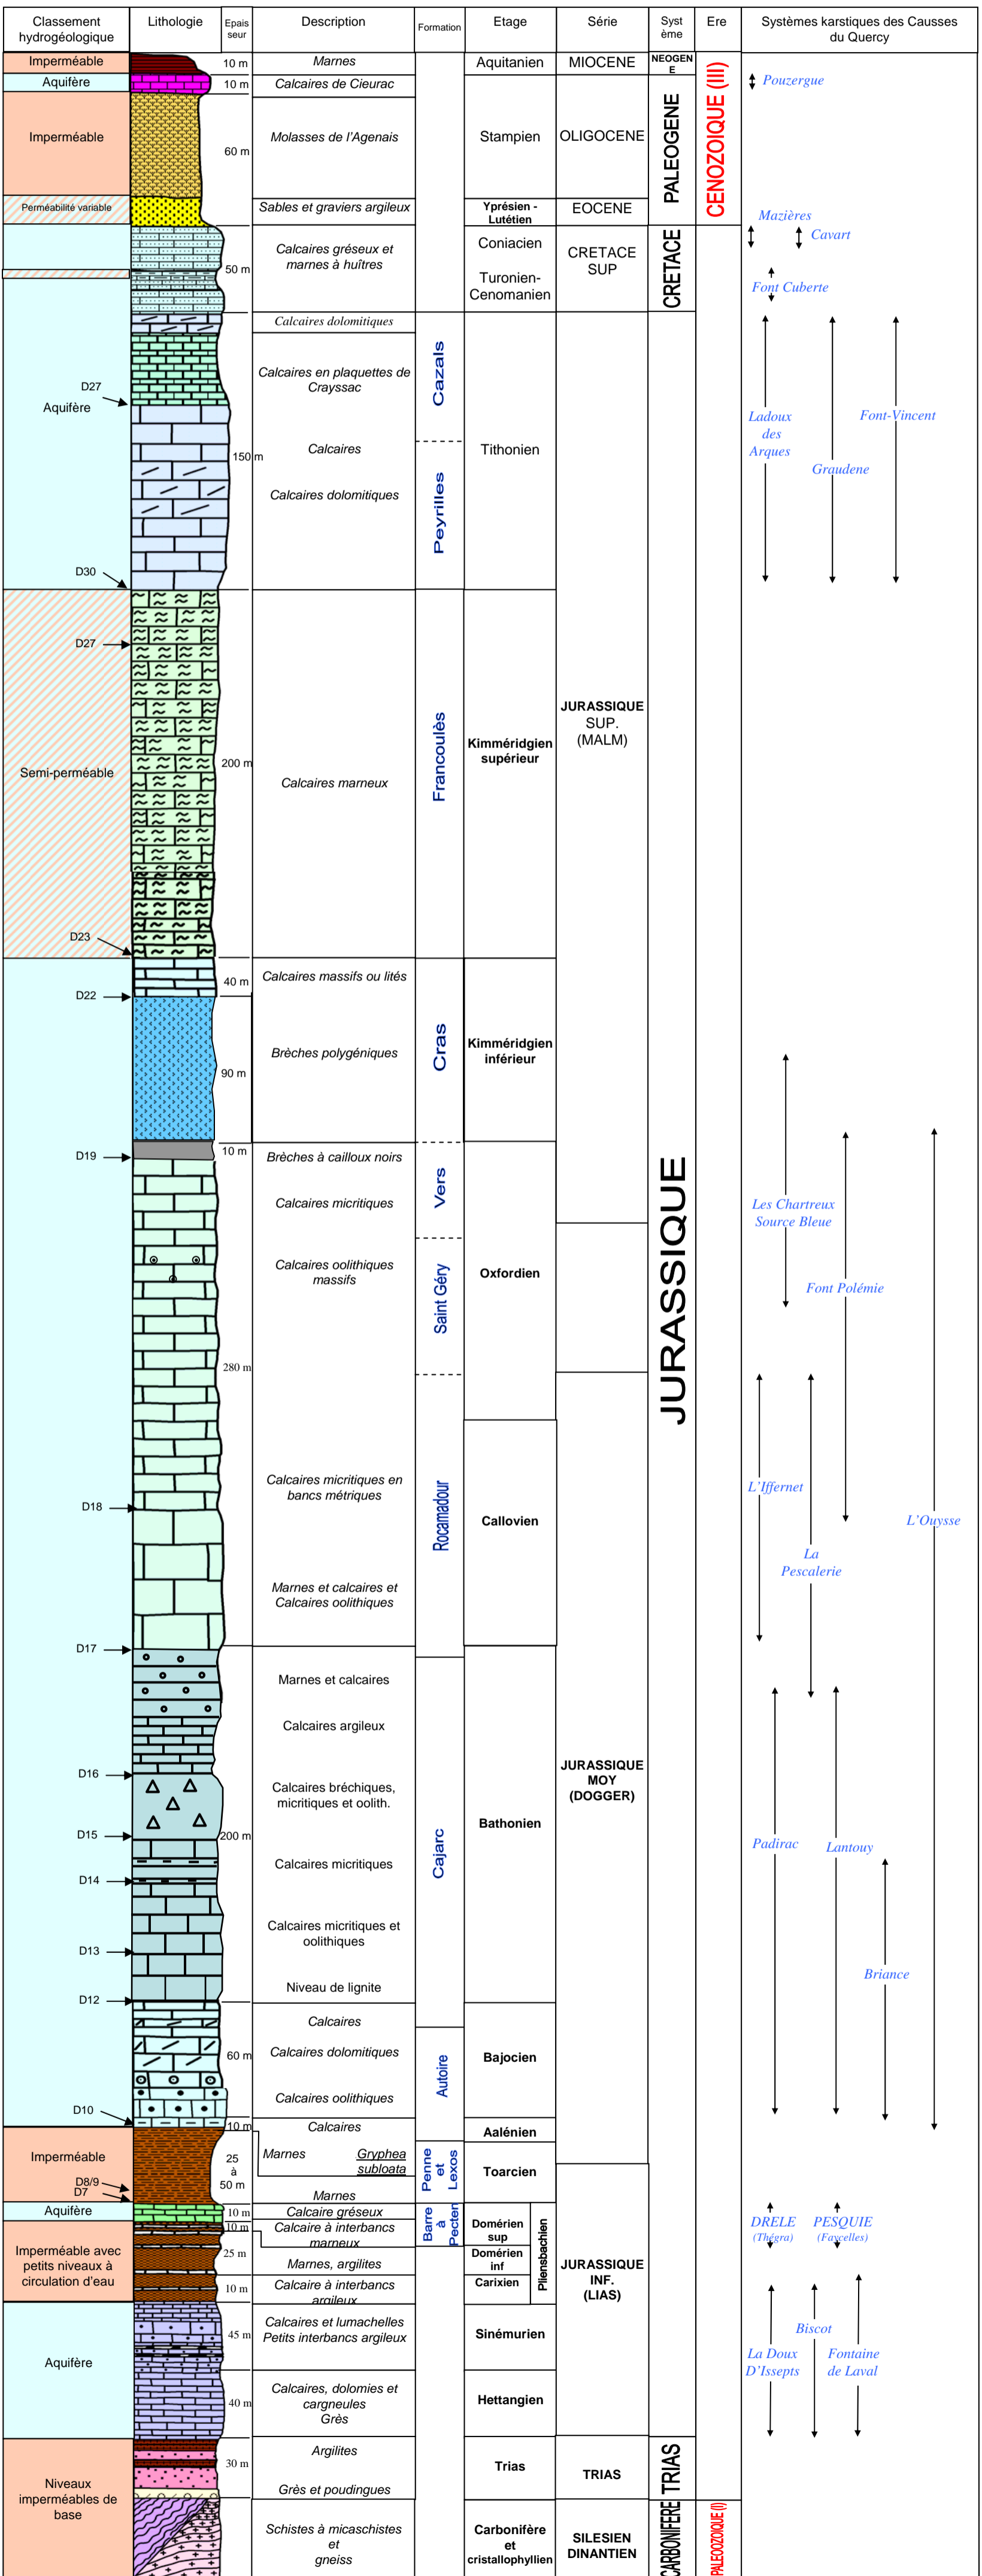 Classement
hydrogéologique
Lithologie
Epais
seur
Description
Formation
Etage
Série
Syst
ème
Ere
Systèmes karstiques des Causses
du Quercy
Imperméable
10 m
Marnes
Aquitanien
MIOCENE
NEOGEN
E
CENOZOIQUE (III)
Aquifère
10 m
Calcaires de Cieurac
Pouzergue
Imperméable
60 m
Molasses de l'Agenais
Stampien
OLIGOCENE
PALEOGENE
Perméabilité variable
Sables et graviers argileux
Yprésien -
Lutétien
EOCENE
Mazières
Cavart
50 m
Calcaires gréseux et
marnes à huîtres
Coniacien
Turonien-
Cenomanien
CRETACE
SUP
CRETACE
Font Cuberte
Calcaires dolomitiques
Cazals
D27
Aquifère
Calcaires en plaquettes de
Crayssac
150 m
Calcaires
Tithonien
Calcaires dolomitiques
Peyrilles
Ladoux
des
Arques
Graudene
Font-Vincent
D30
D27
Semi-perméable
200 m
Calcaires marneux
Francoulès
Kimméridgien
supérieur
JURASSIQUE
SUP.
(MALM)
D23
40 m
Calcaires massifs ou lités
D22
90 m
Brèches polygéniques
Cras
Kimméridgien
inférieur
10 m
D19
Brèches à cailloux noirs
Calcaires micritiques
Vers
JURASSIQUE
Les Chartreux
Source Bleue
Calcaires oolithiques
massifs
Saint Géry
Oxfordien
Font Polémie
280 m
Calcaires micritiques en
bancs métriques
D18
Rocamadour
Callovien
L'Iffernet
L'Ouysse
La
Pescalerie
Marnes et calcaires et
Calcaires oolithiques
D17
Marnes et calcaires
Calcaires argileux
D16
Calcaires bréchiques,
micritiques et oolith.
JURASSIQUE
MOY
(DOGGER)
Bathonien
D15
200 m
Cajarc
Padirac
Lantouy
Calcaires micritiques
D14
Calcaires micritiques et
oolithiques
D13
Briance
Niveau de lignite
D12
Calcaires
60 m
Calcaires dolomitiques
Autoire
Bajocien
Calcaires oolithiques
D10
10 m
Calcaires
Aalénien
Imperméable
25
à
50 m
Marnes
Gryphea
subloata
Penne
et
Lexos
Toarcien
D8/9
D7
Marnes
Aquifère
10 m
Calcaire gréseux
Barre
à
Pecten
10 m
Calcaire à interbancs
marneux
Domérien
sup
Pliensbachien
DRELE
(Thégra)
PESQUIE
(Faycelles)
Imperméable avec
petits niveaux à
circulation d'eau
25 m
Marnes, argilites
Domérien
inf
JURASSIQUE
INF.
(LIAS)
10 m
Calcaire à interbancs
argileux
Carixien
Aquifère
45 m
Calcaires et lumachelles
Petits interbancs argileux
Sinémurien
Biscot
La Doux
D'Issepts
Fontaine
de Laval
40 m
Calcaires, dolomies et
cargneules
Grès
Hettangien
Niveaux
imperméables de
base
30 m
Argilites
Grès et poudingues
Trias
TRIAS
TRIAS
Schistes à micaschistes
et
gneiss
Carbonifère
et
cristallophyllien
SILESIEN
DINANTIEN
CARBONIFERE
PALEOOZOIQUE (I)